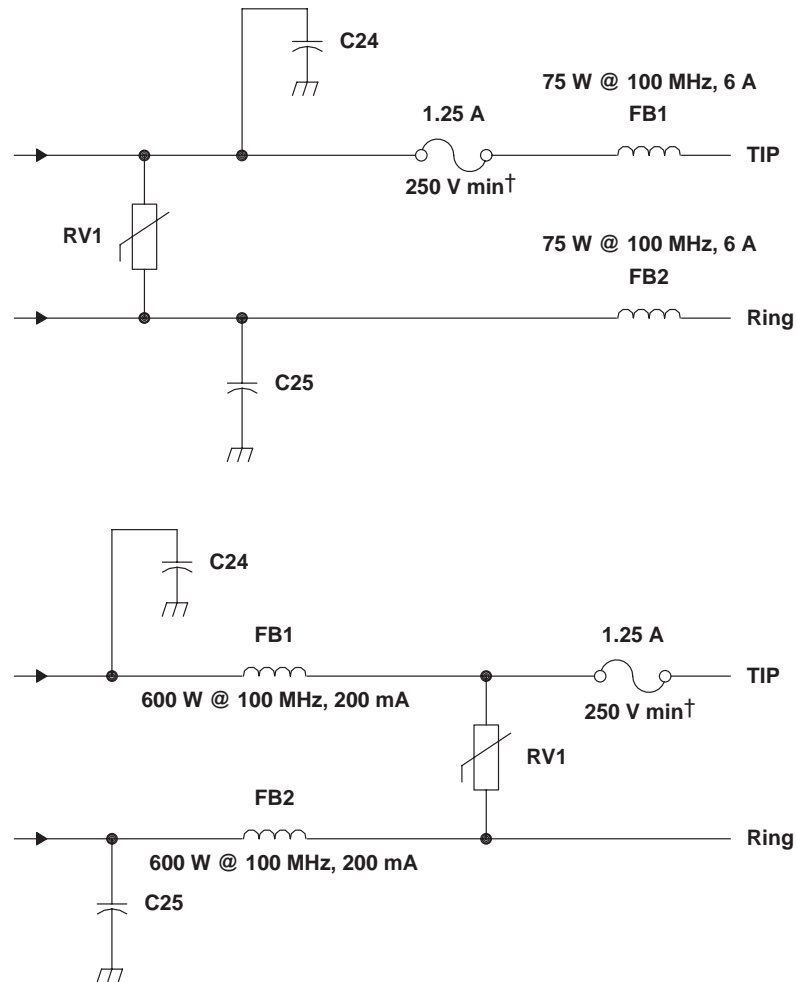 C24
75 W @ 100 MHz, 6 A
1.25 A
FB1
TIP
250 V min†
RV1
75 W @ 100 MHz, 6 A
FB2
Ring
C25
C24
FB1
1.25 A
TIP
600 W @ 100 MHz, 200 mA
250 V min†
RV1
FB2
Ring
600 W @ 100 MHz, 200 mA
C25